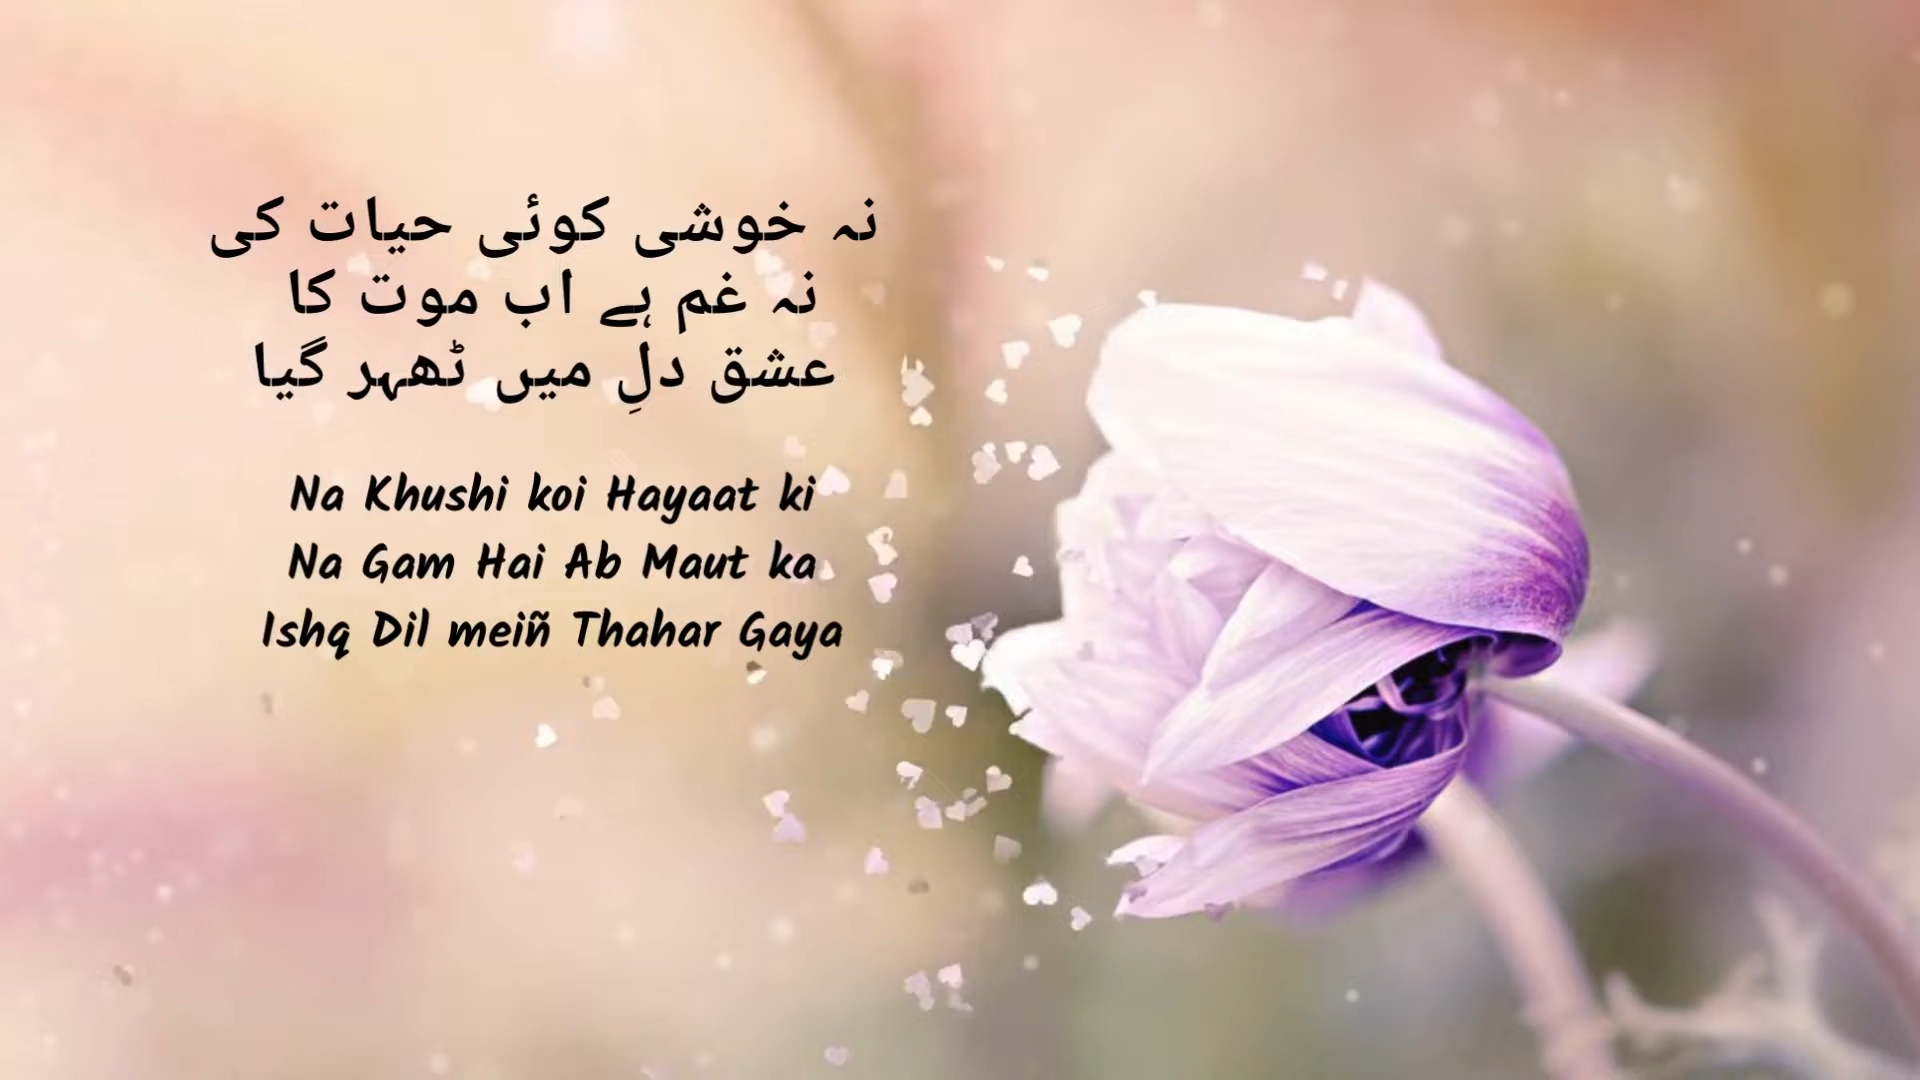 نہ خوشی کوئی حیات کی
نہ غم ہے اب موت کا
عشق دلِ میں ٹھہر گیا
Na Khushi koi Hayaat ki
Na Gam Hai Ab Maut ka
Ishq Dil meiñ Thahar Gaya